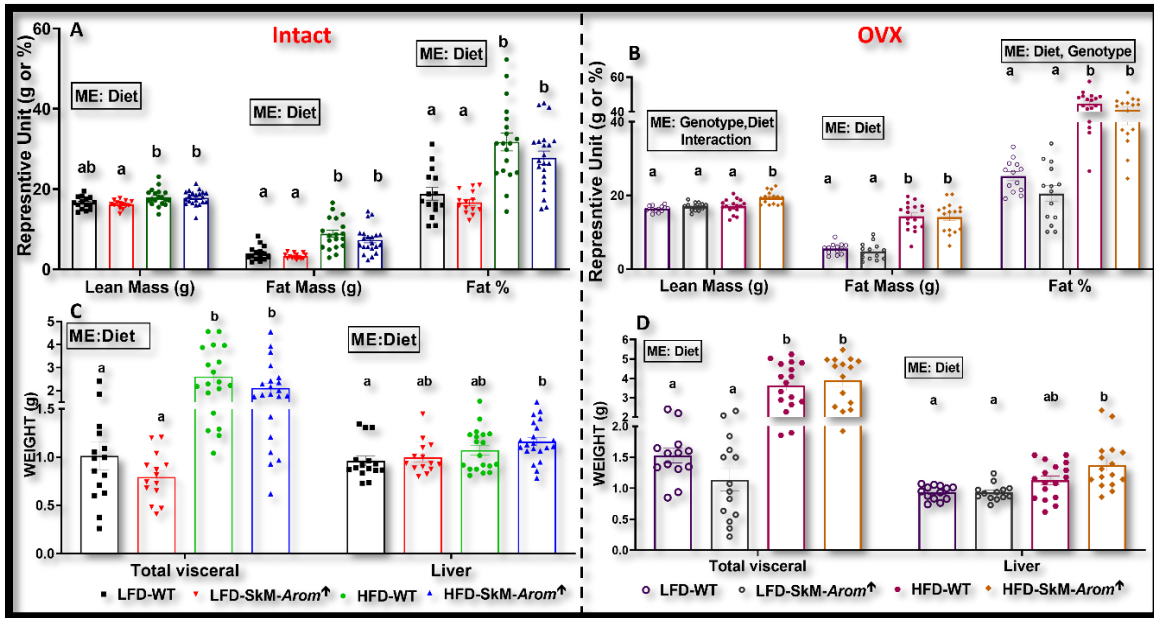 A
Intact
Represntive Unit (g or %)
60
40
20
0
ME: Diet
ME: Diet
ME: Diet
ab a b b
a a b b
a a b b
Lean Mass (g) Fat Mass (g) Fat %
B
OVX
Represntive Unit (g or %)
60
40
20
0
ME: Genotype,Diet
Interaction
ME: Diet
ME: Diet, Genotype
a a a b
a a b b
a a b b
Lean Mass (g) Fat Mass (g) Fat %
C
WEIGHT (g)
5
4
3
2
1.5
1.0
0.5
0.0
ME:Diet
ME:Diet
a a b b
a ab ab b
Total visceral Liver
LFD-WT LFD-SkM-Arom↑ HFD-WT HFD-SkM-Arom↑
D
WEIGHT (g)
6
5
4
3
2
2.0
1.5
1.0
0.5
0.0
ME: Diet
ME: Diet
a a b b
a a ab b
Total visceral Liver
LFD-WT LFD-SkM-Arom↑ HFD-WT HFD-SkM-Arom↑